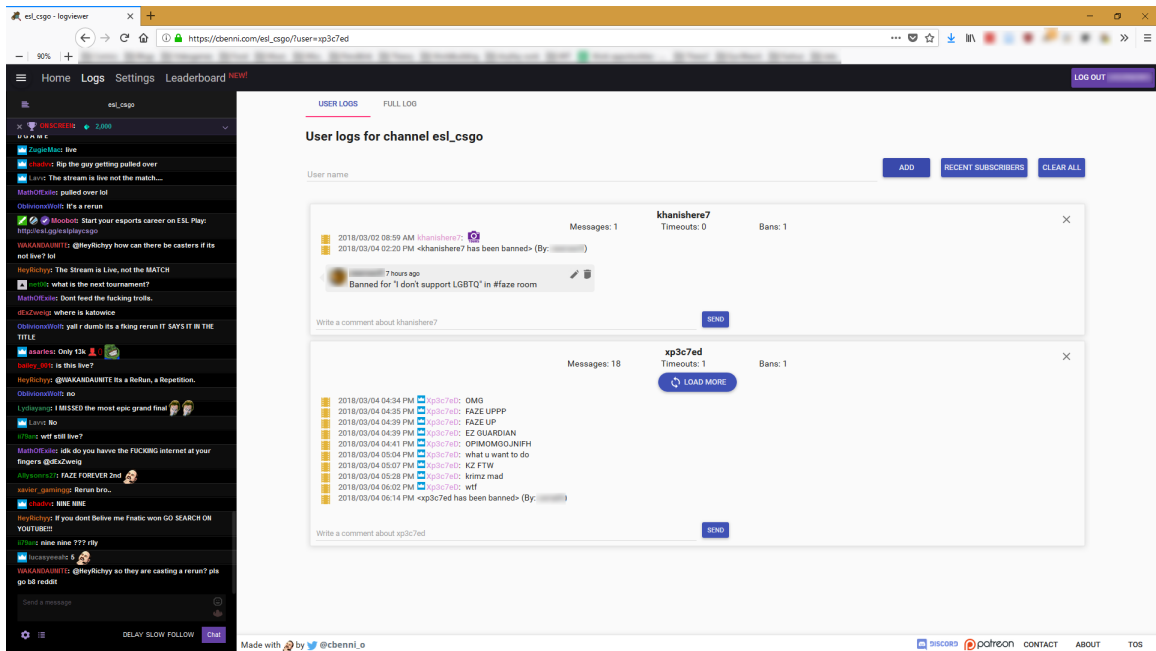 esl_csgo - logviewer
https://cbenni.com/esl_csgo/?user=xp3c7ed
90%
Home Logs Settings Leaderboard NEW!
LOG OUT
esl_csgo
ONSCREEN: 2,000
D G A M E
ZugieMac: live
chadvs: Rip the guy getting pulled over
Lavs: The stream is live not the match....
MathOfExile: pulled over lol
OblivionxWolf: It's a rerun
Moobot: Start your esports career on ESL Play:
http://esl.gg/eslplaycsgo
WAKANDAUNITE: @HeyRichyy how can there be casters if its
not live? lol
HeyRichyy: The Stream is Live, not the MATCH
net00: what is the next tournament?
MathOfExile: Dont feed the fucking trolls.
dExZweig: where is katowice
OblivionxWolf: yall r dumb its a fking rerun IT SAYS IT IN THE
TITLE
asarles: Only 13k
bailey_001: is this live?
HeyRichyy: @WAKANDAUNITE Its a ReRun, a Repetition.
OblivionxWolf: no
Lydiayang: I MISSED the most epic grand final
Lavs: No
wtf still live?
MathOfExile: idk do you havve the FUCKING internet at your
fingers @dExZweig
Allysonrs27: FAZE FOREVER 2nd
xavier_gamingg: Rerun bro..
chadvs: NINE NINE
HeyRichyy: If you dont Belive me Fnatic won GO SEARCH ON
YOUTUBE!!!
nine nine ??? rlly
lucasyeeah: 5
WAKANDAUNITE: @HeyRichyy so they are casting a rerun? pls
go b8 reddit
Send a message
DELAY SLOW FOLLOW Chat
USER LOGS FULL LOG
User logs for channel esl_csgo
User name
ADD RECENT SUBSCRIBERS CLEAR ALL
khanishere7
Messages: 1 Timeouts: 0 Bans: 1
2018/03/02 08:59 AM khanishere7:
2018/03/04 02:20 PM <khanishere7 has been banned> (By: )
7 hours ago
Banned for "I don't support LGBTQ" in #faze room
Write a comment about khanishere7
SEND
xp3c7ed
Messages: 18 Timeouts: 1 Bans: 1
LOAD MORE
2018/03/04 04:34 PM Xp3c7eD: OMG
2018/03/04 04:35 PM Xp3c7eD: FAZE UPPP
2018/03/04 04:39 PM Xp3c7eD: FAZE UP
2018/03/04 04:39 PM Xp3c7eD: EZ GUARDIAN
2018/03/04 04:41 PM Xp3c7eD: OPIMOMGOJNIFH
2018/03/04 05:04 PM Xp3c7eD: what u want to do
2018/03/04 05:07 PM Xp3c7eD: KZ FTW
2018/03/04 05:28 PM Xp3c7eD: krimz mad
2018/03/04 06:02 PM Xp3c7eD: wtf
2018/03/04 06:14 PM <xp3c7ed has been banned> (By: )
Write a comment about xp3c7ed
SEND
Made with by @cbenni_o
DISCORD patreon CONTACT ABOUT TOS